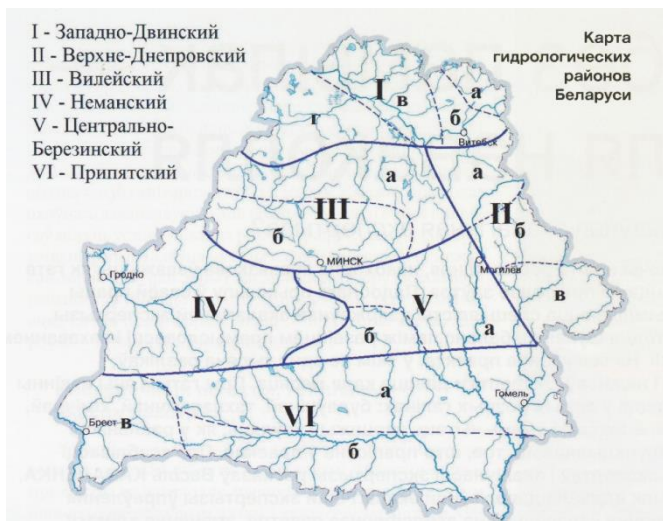 I - Западно-Двинский
II - Верхне-Днепровский
III - Вилейский
IV - Неманский
V - Центрально-
Березинский
VI - Припятский
Карта
гидрологических
районов
Беларуси
I
а
в
б
г
Витебск
а
а
II
III
б
б
МИНСК
Могилев
Гродно
в
IV
V
б
а
а
Гомель
VI
Брест
в
б